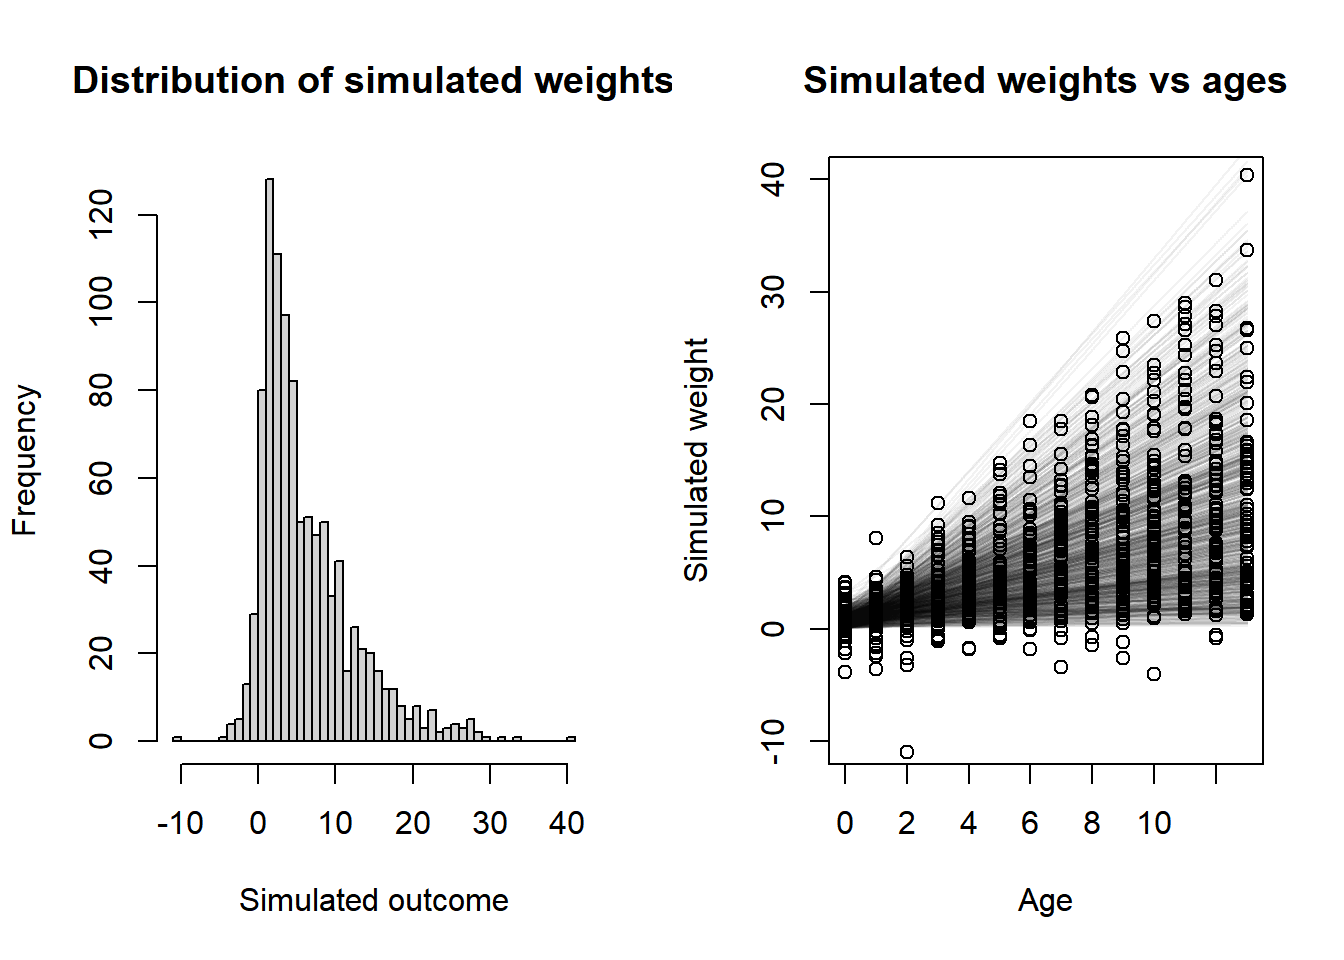 Distribution of simulated weights
Frequency
0 20 40 60 80 100 120
-10 0 10 20 30 40
Simulated outcome
Simulated weights vs ages
Simulated weight
-10 0 10 20 30 40
0 2 4 6 8 10
Age